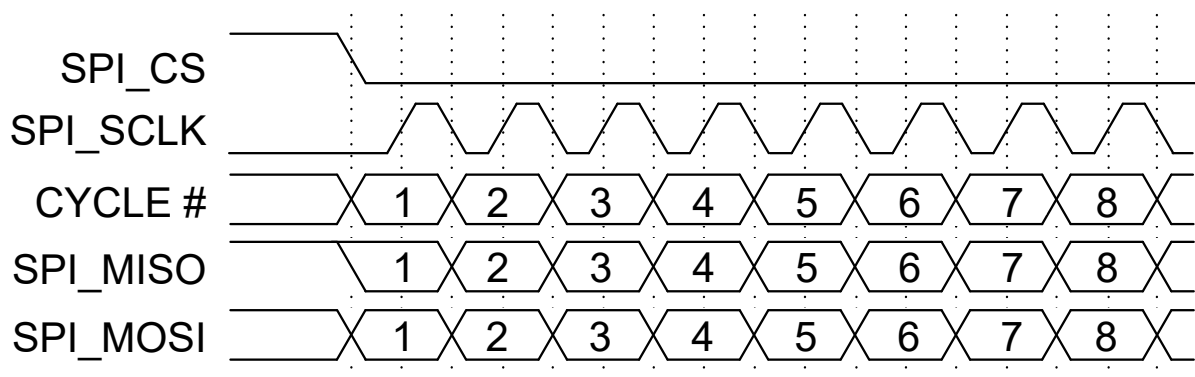 SPI_CS
SPI_SCLK
CYCLE # 1 2 3 4 5 6 7 8
SPI_MISO 1 2 3 4 5 6 7 8
SPI_MOSI 1 2 3 4 5 6 7 8